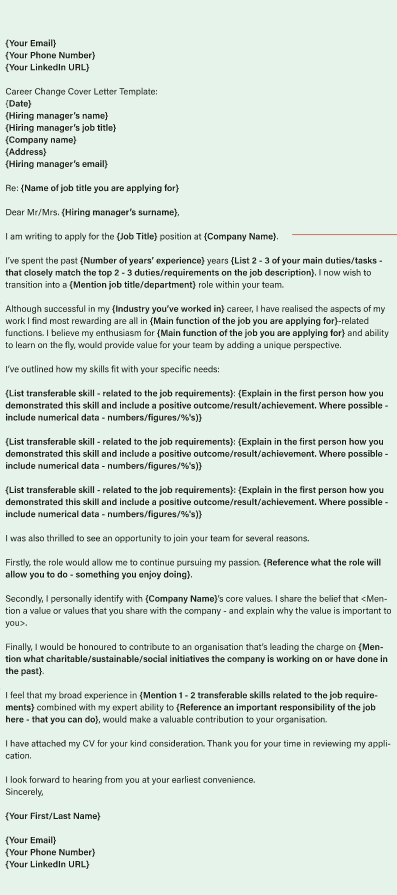 {Your Email}
{Your Phone Number}
{Your LinkedIn URL}
Career Change Cover Letter Template:
{Date}
{Hiring manager's name}
{Hiring manager's job title}
{Company name}
{Address}
{Hiring manager's email}
Re: {Name of job title you are applying for}
Dear Mr/Mrs. {Hiring manager's surname},
I am writing to apply for the {Job Title} position at {Company Name}.
I've spent the past {Number of years' experience} years {List 2 - 3 of your main duties/tasks -
that closely match the top 2 - 3 duties/requirements on the job description}. I now wish to
transition into a {Mention job title/department} role within your team.
Although successful in my {Industry you've worked in} career, I have realised the aspects of my
work I find most rewarding are all in {Main function of the job you are applying for}-related
functions. I believe my enthusiasm for {Main function of the job you are applying for} and ability
to learn on the fly, would provide value for your team by adding a unique perspective.
I've outlined how my skills fit with your specific needs:
{List transferable skill - related to the job requirements}: {Explain in the first person how you
demonstrated this skill and include a positive outcome/result/achievement. Where possible -
include numerical data - numbers/figures/%'s)}
{List transferable skill - related to the job requirements}: {Explain in the first person how you
demonstrated this skill and include a positive outcome/result/achievement. Where possible -
include numerical data - numbers/figures/%'s)}
{List transferable skill - related to the job requirements}: {Explain in the first person how you
demonstrated this skill and include a positive outcome/result/achievement. Where possible -
include numerical data - numbers/figures/%'s)}
I was also thrilled to see an opportunity to join your team for several reasons.
Firstly, the role would allow me to continue pursuing my passion. {Reference what the role will
allow you to do - something you enjoy doing}.
Secondly, I personally identify with {Company Name}'s core values. I share the belief that <Men-
tion a value or values that you share with the company - and explain why the value is important to
you>.
Finally, I would be honoured to contribute to an organisation that's leading the charge on {Men-
tion what charitable/sustainable/social initiatives the company is working on or have done in
the past}.
I feel that my broad experience in {Mention 1 - 2 transferable skills related to the job require-
ments} combined with my expert ability to {Reference an important responsibility of the job
here - that you can do}, would make a valuable contribution to your organisation.
I have attached my CV for your kind consideration. Thank you for your time in reviewing my appli-
cation.
I look forward to hearing from you at your earliest convenience.
Sincerely,
{Your First/Last Name}
{Your Email}
{Your Phone Number}
{Your LinkedIn URL}